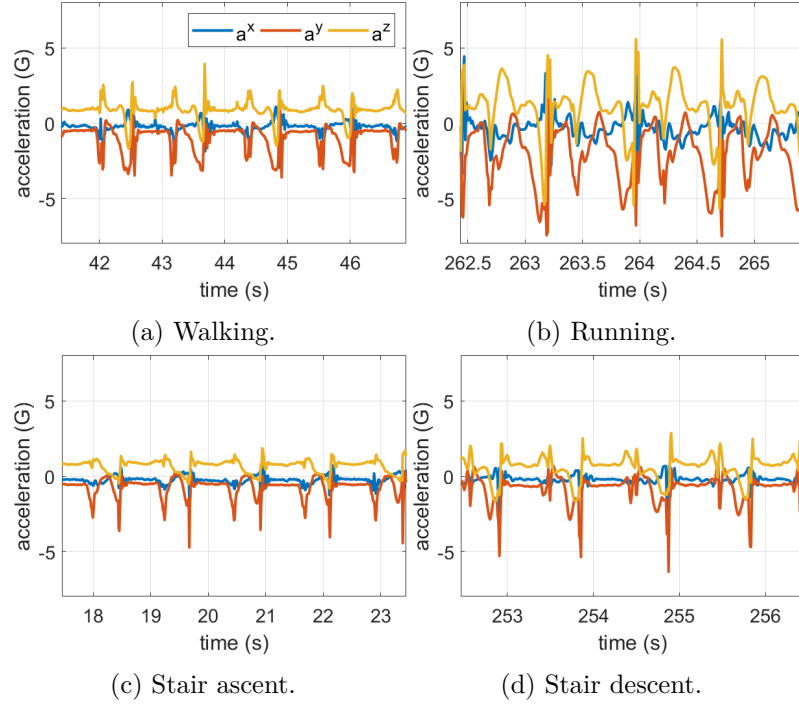 a^x a^y a^z
acceleration (G)
5
0
-5
42 43 44 45 46
time (s)
(a) Walking.
acceleration (G)
5
0
-5
262.5 263 263.5 264 264.5 265
time (s)
(b) Running.
acceleration (G)
5
0
-5
18 19 20 21 22 23
time (s)
(c) Stair ascent.
acceleration (G)
5
0
-5
253 254 255 256
time (s)
(d) Stair descent.